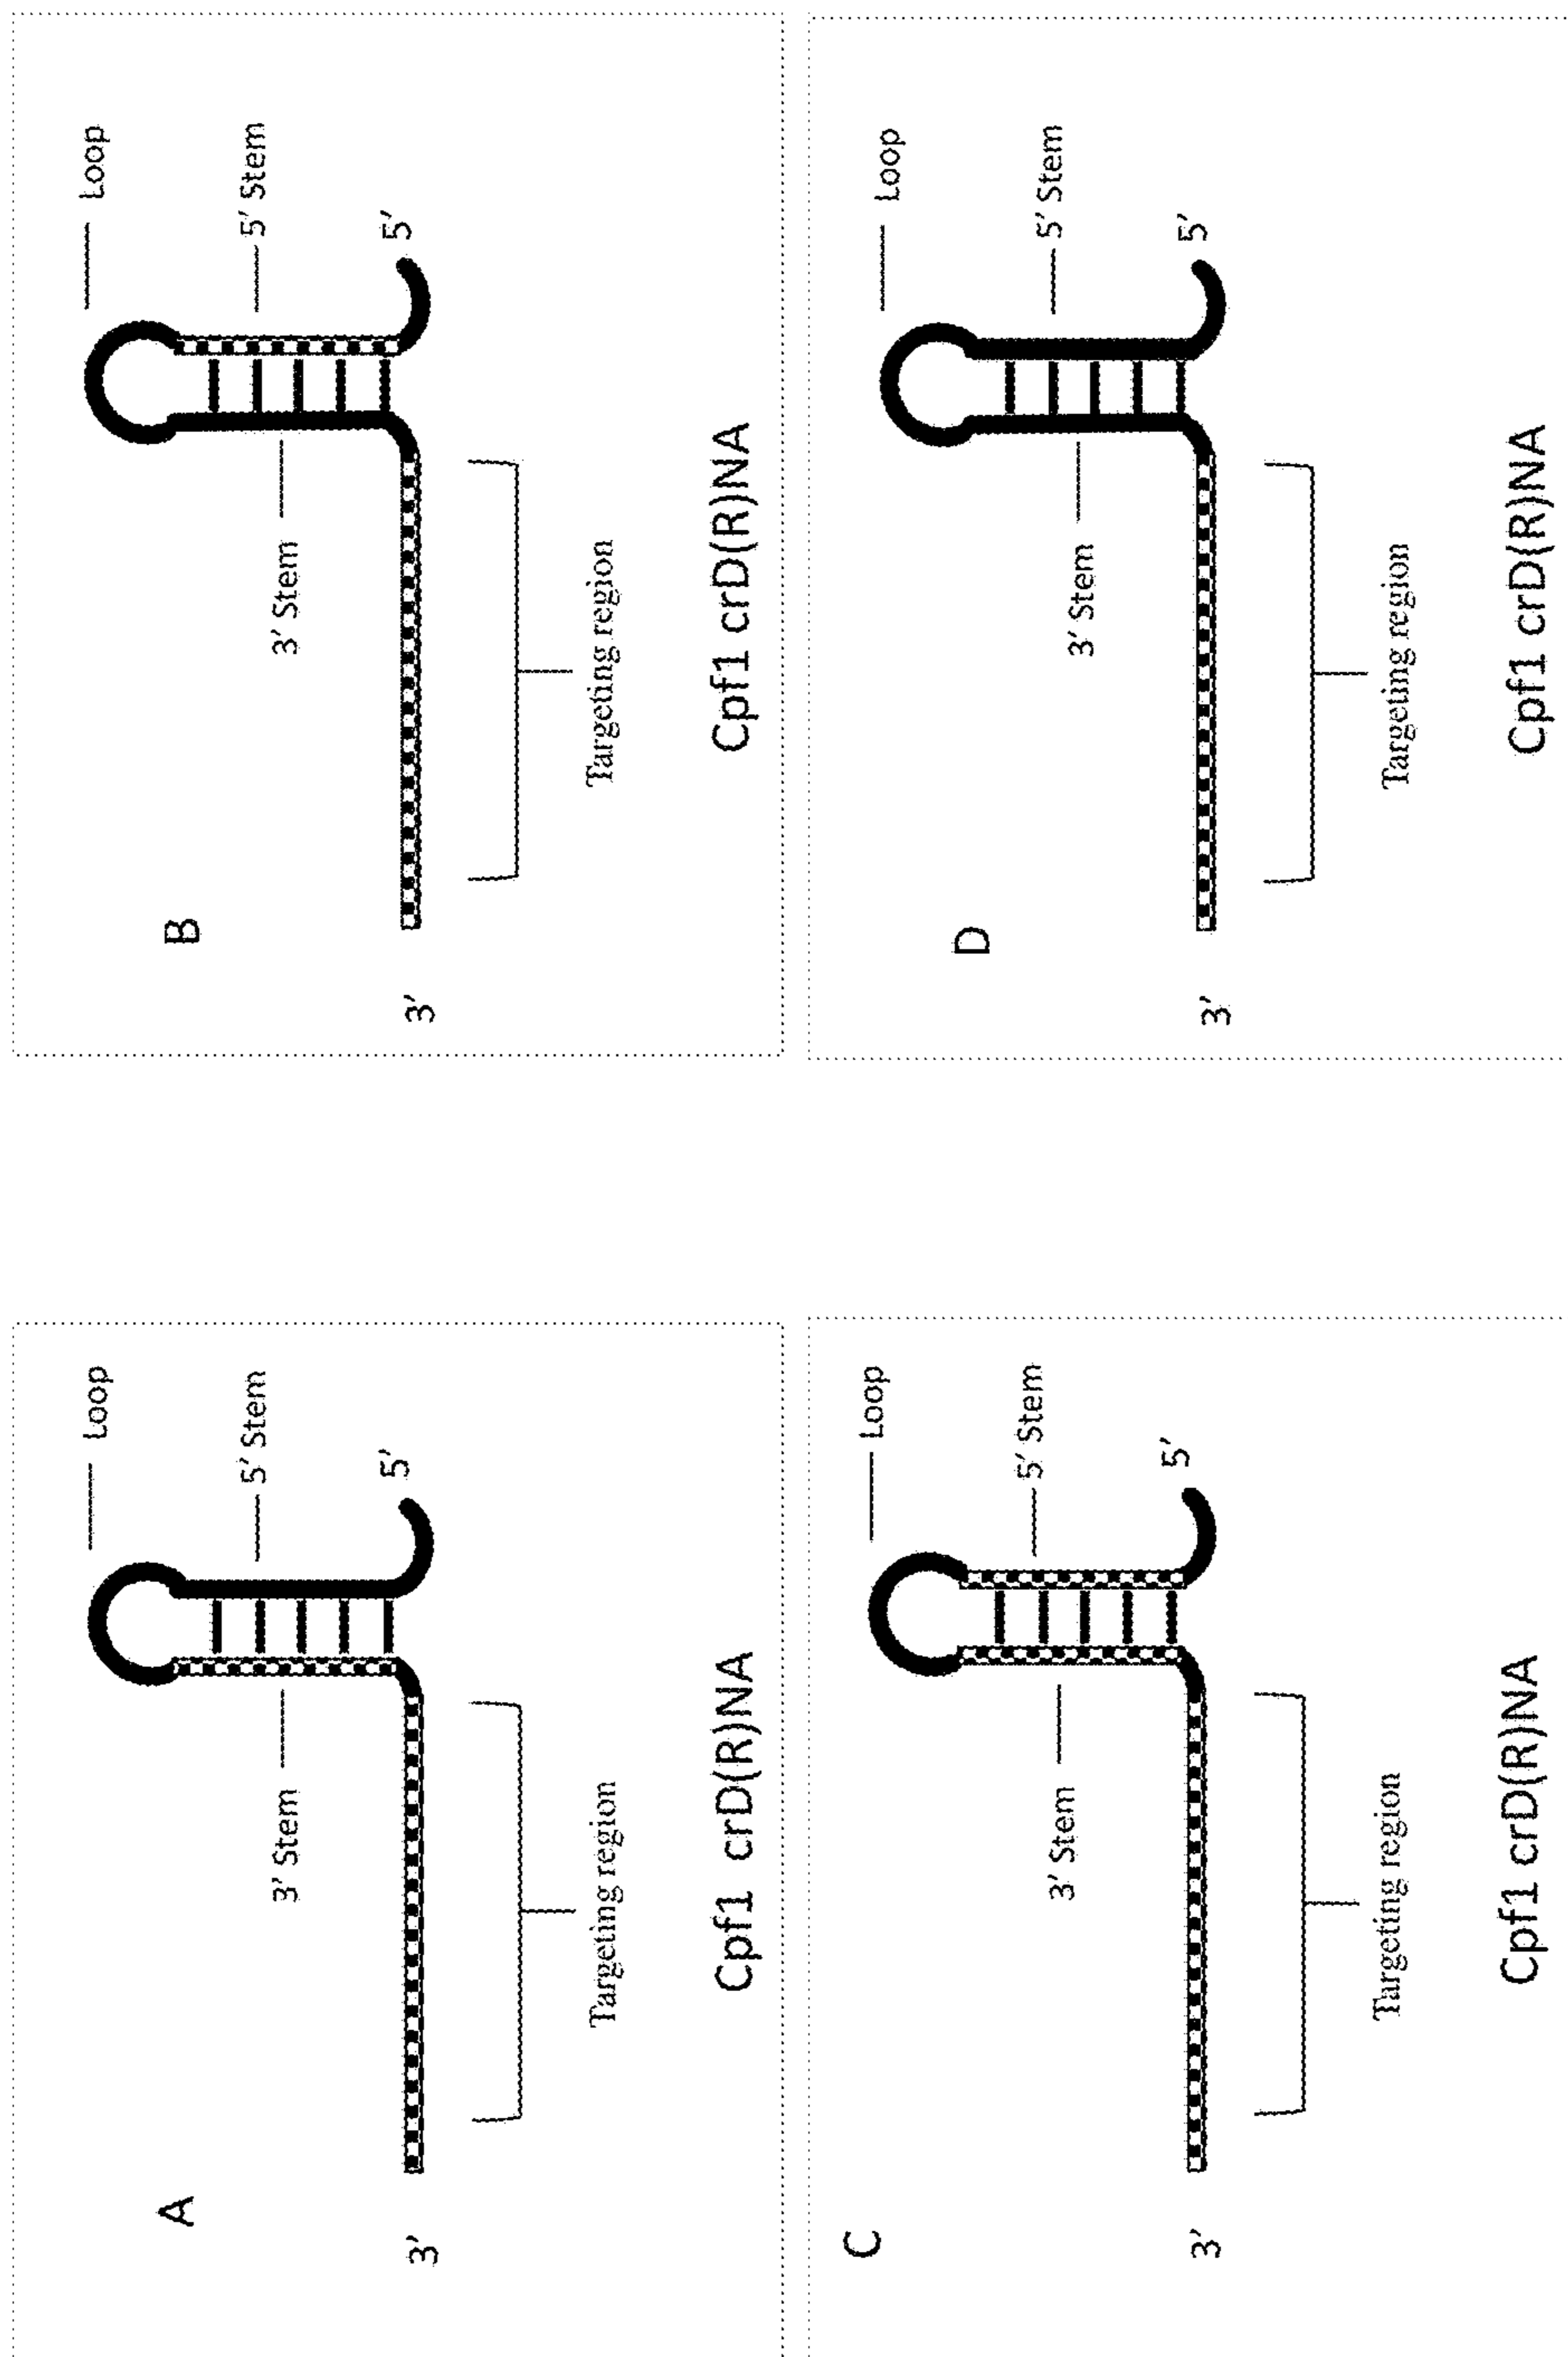 A
Loop
5' Stem
3' Stem
5'
3'
Targeting region
Cpf1 crD(R)NA
B
Loop
5' Stem
3' Stem
5'
3'
Targeting region
Cpf1 crD(R)NA
C
Loop
5' Stem
3' Stem
5'
3'
Targeting region
Cpf1 crD(R)NA
D
Loop
5' Stem
3' Stem
5'
3'
Targeting region
Cpf1 crD(R)NA